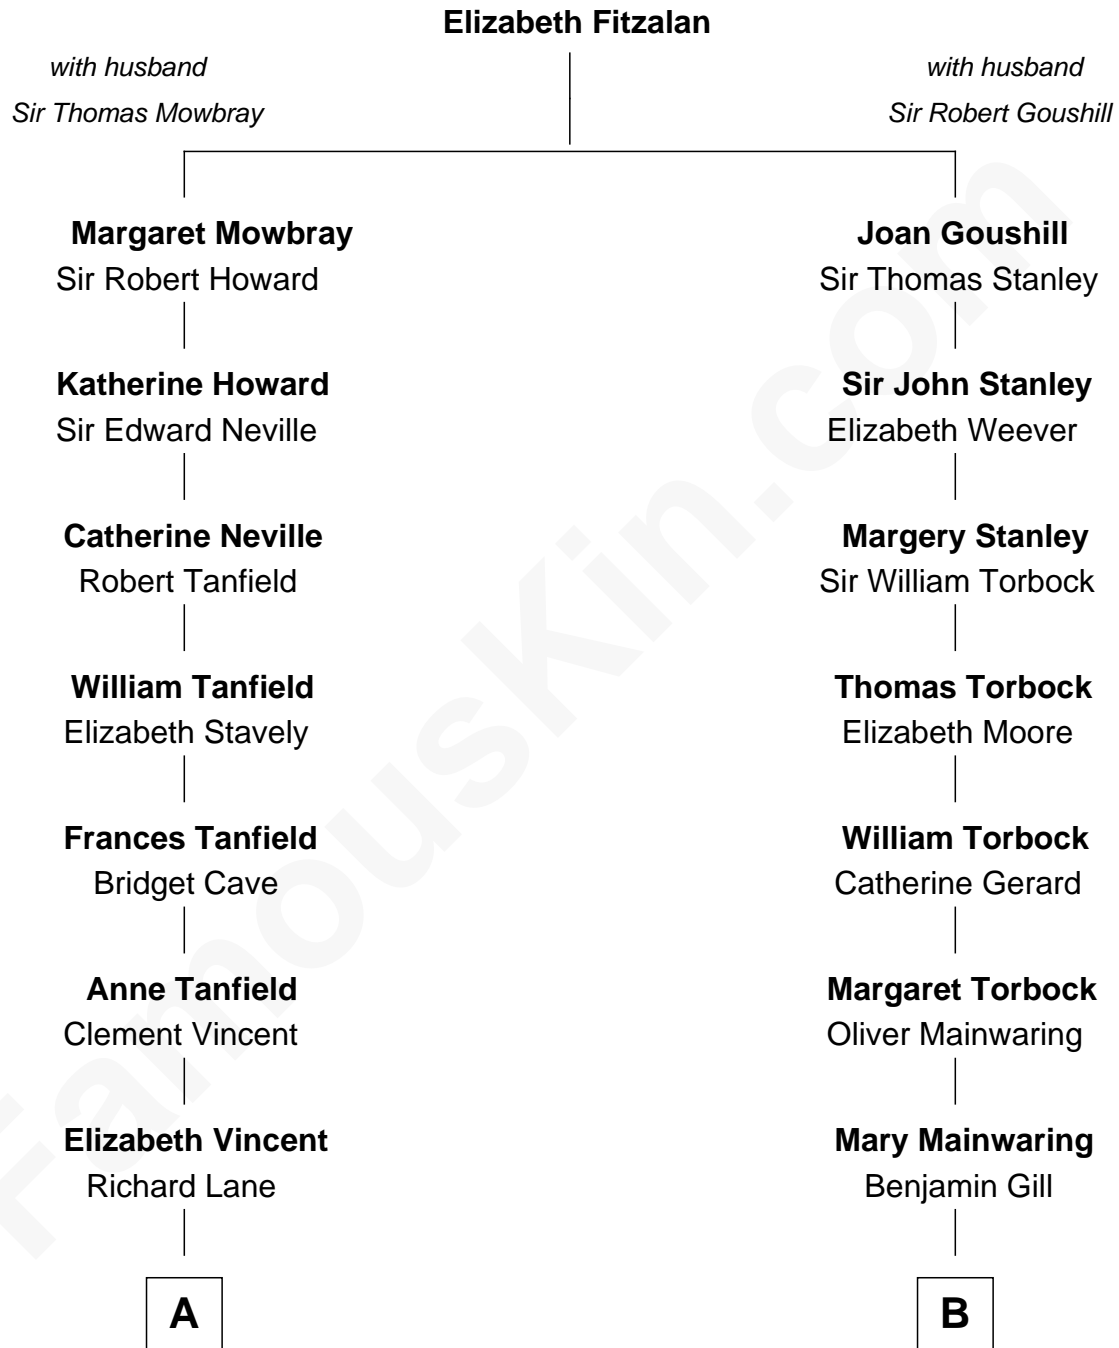 Elizabeth Fitzalan
with husband
Sir Thomas Mowbray
with husband
Sir Robert Goushill
Margaret Mowbray
Sir Robert Howard
Joan Goushill
Sir Thomas Stanley
Katherine Howard
Sir Edward Neville
Sir John Stanley
Elizabeth Weever
Catherine Neville
Robert Tanfield
Margery Stanley
Sir William Torbock
William Tanfield
Elizabeth Stavely
Thomas Torbock
Elizabeth Moore
Frances Tanfield
Bridget Cave
William Torbock
Catherine Gerard
Anne Tanfield
Clement Vincent
Margaret Torbock
Oliver Mainwaring
Elizabeth Vincent
Richard Lane
Mary Mainwaring
Benjamin Gill
A
B
FamousKin.com